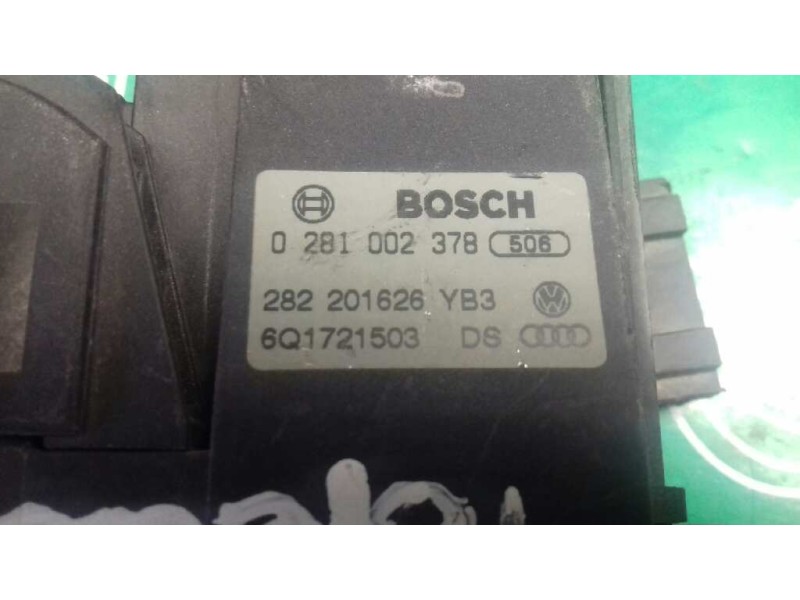 BOSCH
0 281 002 378 506
282 201626 YB3
6Q1721503 DS